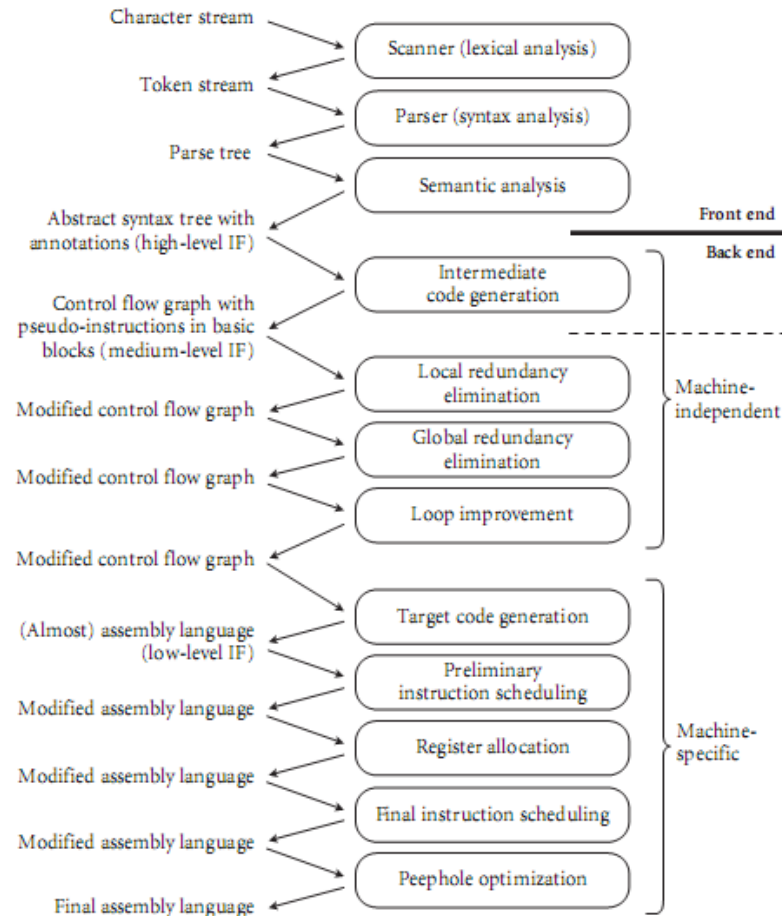 Character stream
Scanner (lexical analysis)
Token stream
Parser (syntax analysis)
Parse tree
Semantic analysis
Front end
Abstract syntax tree with
annotations (high-level IF)
Back end
Intermediate
code generation
Control flow graph with
pseudo-instructions in basic
blocks (medium-level IF)
Local redundancy
elimination
Machine-
independent
Modified control flow graph
Global redundancy
elimination
Modified control flow graph
Loop improvement
Modified control flow graph
Target code generation
(Almost) assembly language
(low-level IF)
Preliminary
instruction scheduling
Modified assembly language
Register allocation
Machine-
specific
Modified assembly language
Final instruction scheduling
Modified assembly language
Peephole optimization
Final assembly language